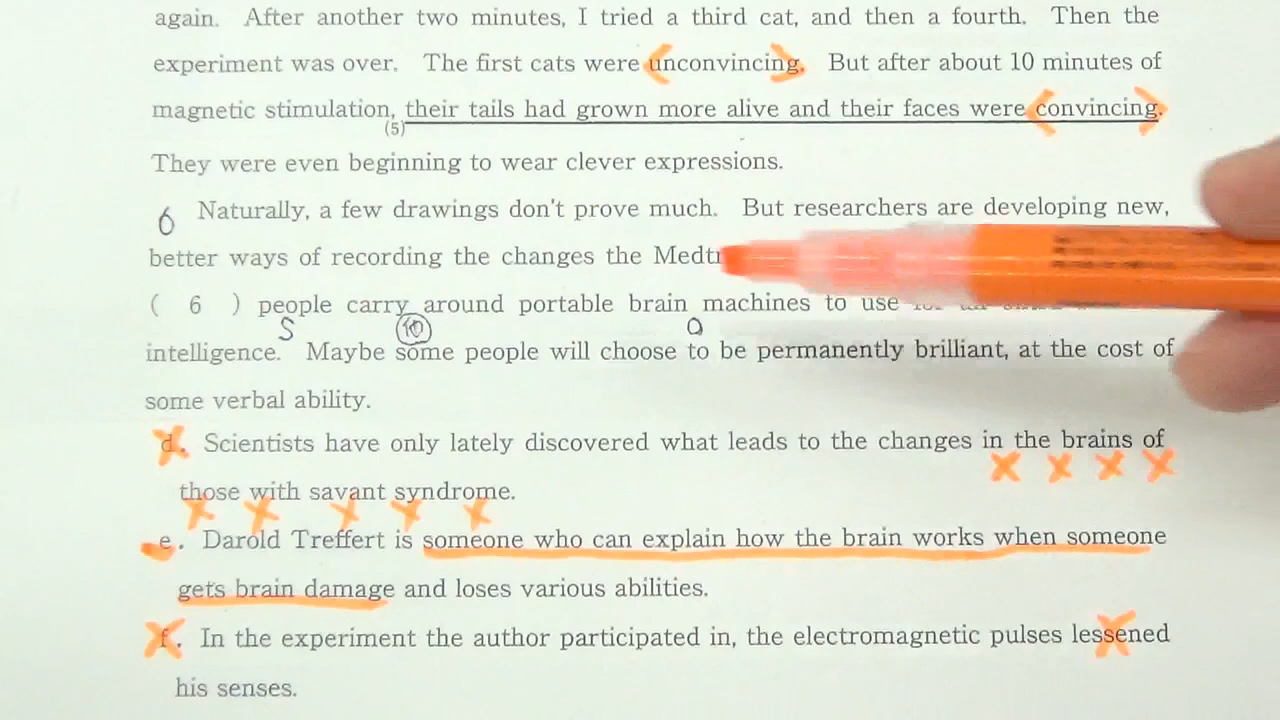 again. After another two minutes, I tried a third cat, and then a fourth. Then the
experiment was over. The first cats were unconvincing. But after about 10 minutes of
magnetic stimulation, their tails had grown more alive and their faces were convincing.
(5)
They were even beginning to wear clever expressions.
6 Naturally, a few drawings don't prove much. But researchers are developing new,
better ways of recording the changes the
( 6 ) people carry around portable brain machines to use
S 10 O
intelligence. Maybe some people will choose to be permanently brilliant, at the cost of
some verbal ability.
d. Scientists have only lately discovered what leads to the changes in the brains of
those with savant syndrome.
e. Darold Treffert is someone who can explain how the brain works when someone
gets brain damage and loses various abilities.
f. In the experiment the author participated in, the electromagnetic pulses lessened
his senses.